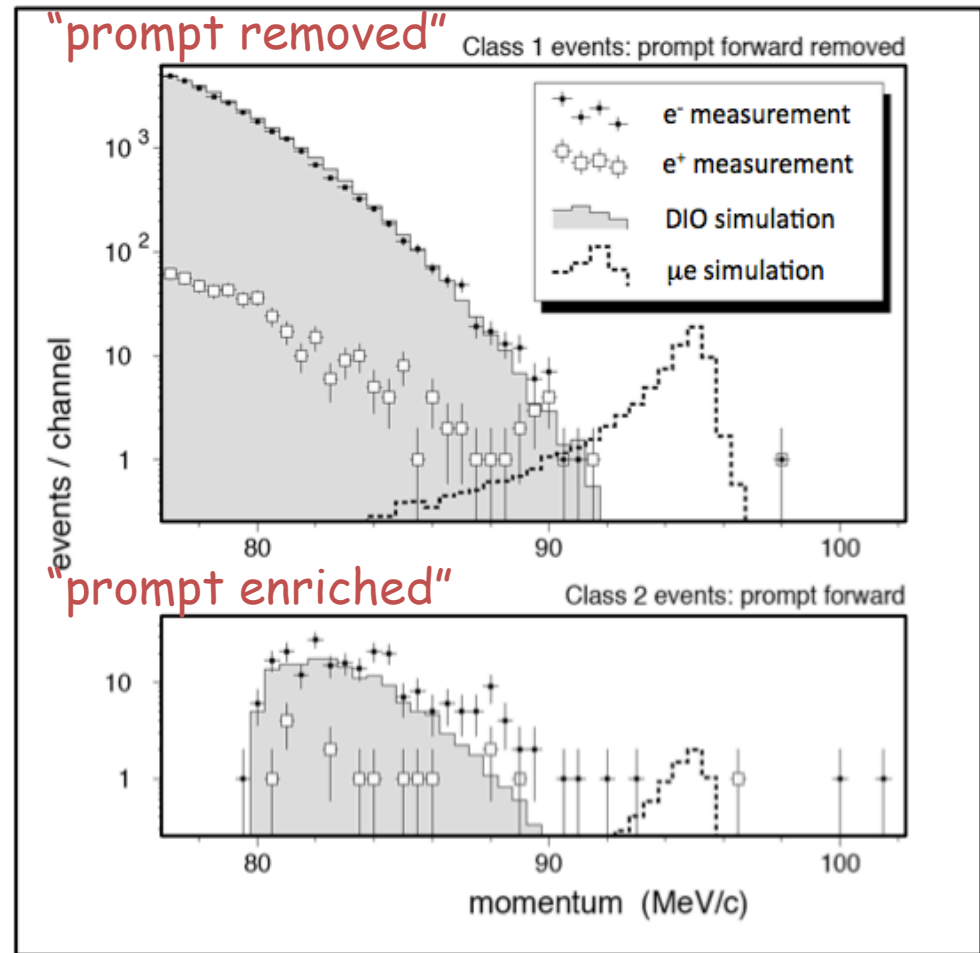 "prompt removed"
Class 1 events: prompt forward removed
e⁻ measurement
e⁺ measurement
DIO simulation
μe simulation
10³
10²
10
1
events / channel
80 90 100
"prompt enriched"
Class 2 events: prompt forward
10
1
80 90 100
momentum (MeV/c)